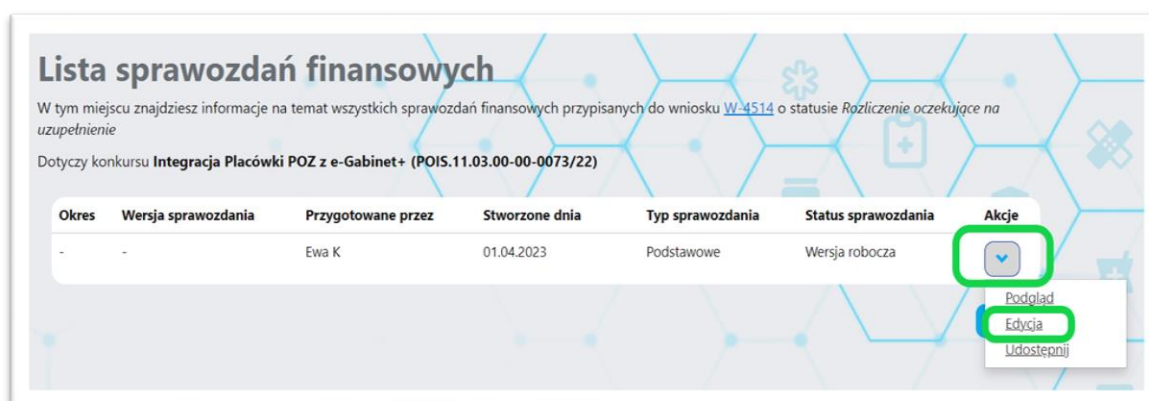 Lista sprawozdań finansowych
W tym miejscu znajdziesz informacje na temat wszystkich sprawozdań finansowych przypisanych do wniosku W-4514 o statusie Rozliczenie oczekujące na
uzupełnienie
Dotyczy konkursu Integracja Placówki POZ z e-Gabinet+ (POIS.11.03.00-00-0073/22)
Okres Wersja sprawozdania Przygotowane przez Stworzone dnia Typ sprawozdania Status sprawozdania Akcje
- - Ewa K 01.04.2023 Podstawowe Wersja robocza
Podgląd
Edycja
Udostępnij